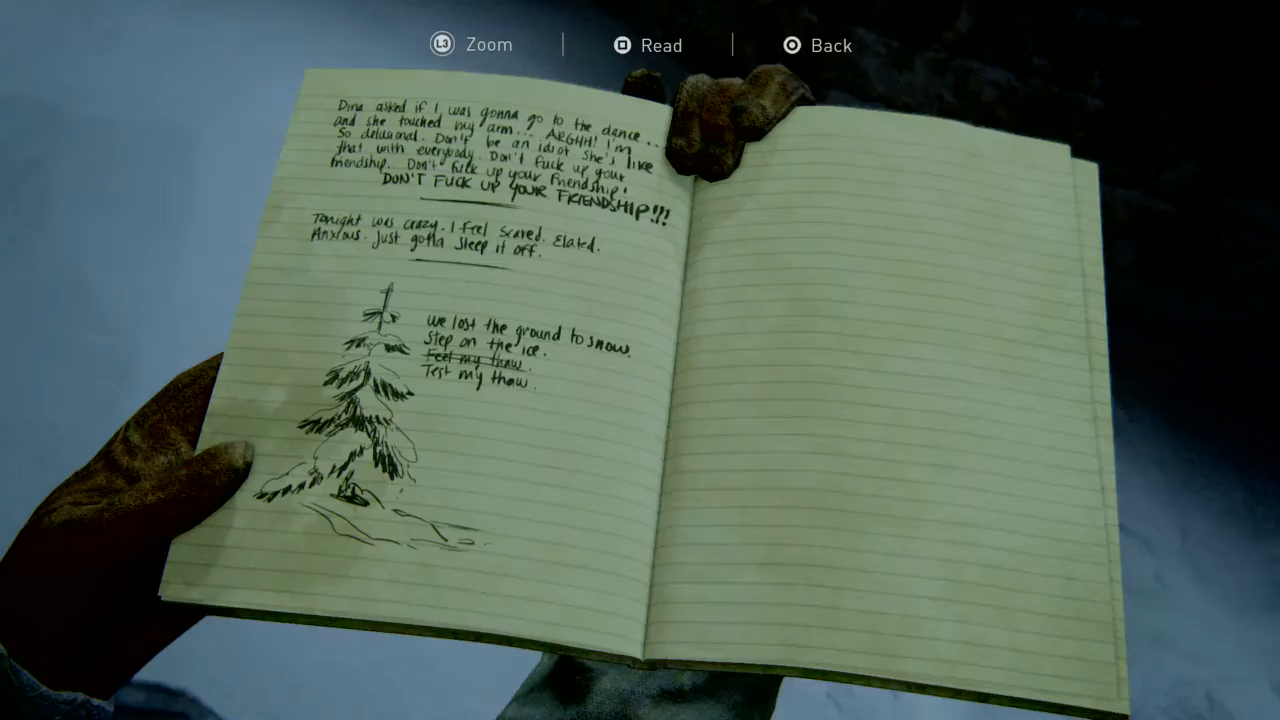 L3 Zoom | Read | Back
Dina asked if I was gonna go to the dance...
and she touched my arm... ARGHH! I'm
So delusional. Don't be an idiot she's like
that with everybody. Don't fuck up your
friendship. Don't fuck up your friendship!
DON'T FUCK UP YOUR FRIENDSHIP!!!
Tonight was crazy. I feel scared. Elated.
Anxious. Just gotta sleep it off.
We lost the ground to snow.
Step on the ice.
Feel my thaw.
Test my thaw.